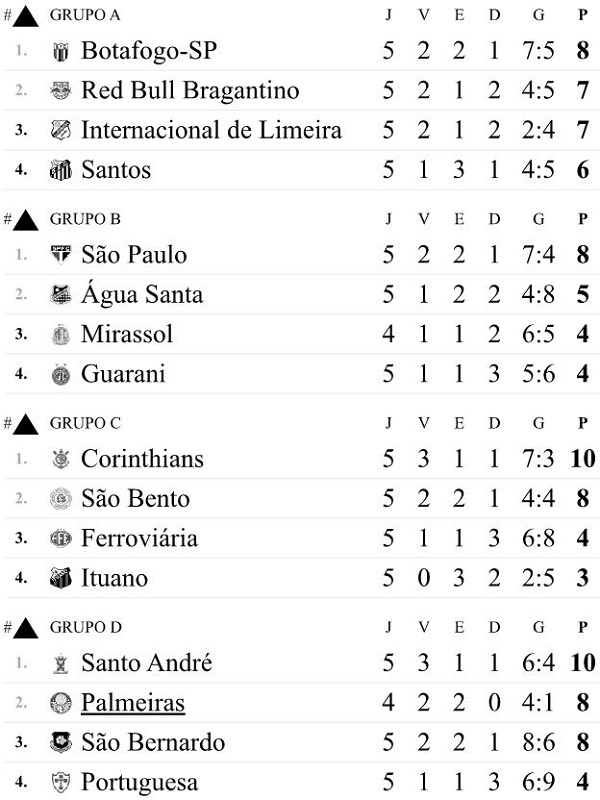 # GRUPO A J V E D G P
1. Botafogo-SP 5 2 2 1 7:5 8
2. Red Bull Bragantino 5 2 1 2 4:5 7
3. Internacional de Limeira 5 2 1 2 2:4 7
4. Santos 5 1 3 1 4:5 6
# GRUPO B J V E D G P
1. São Paulo 5 2 2 1 7:4 8
2. Água Santa 5 1 2 2 4:8 5
3. Mirassol 4 1 1 2 6:5 4
4. Guarani 5 1 1 3 5:6 4
# GRUPO C J V E D G P
1. Corinthians 5 3 1 1 7:3 10
2. São Bento 5 2 2 1 4:4 8
3. Ferroviária 5 1 1 3 6:8 4
4. Ituano 5 0 3 2 2:5 3
# GRUPO D J V E D G P
1. Santo André 5 3 1 1 6:4 10
2. Palmeiras 4 2 2 0 4:1 8
3. São Bernardo 5 2 2 1 8:6 8
4. Portuguesa 5 1 1 3 6:9 4